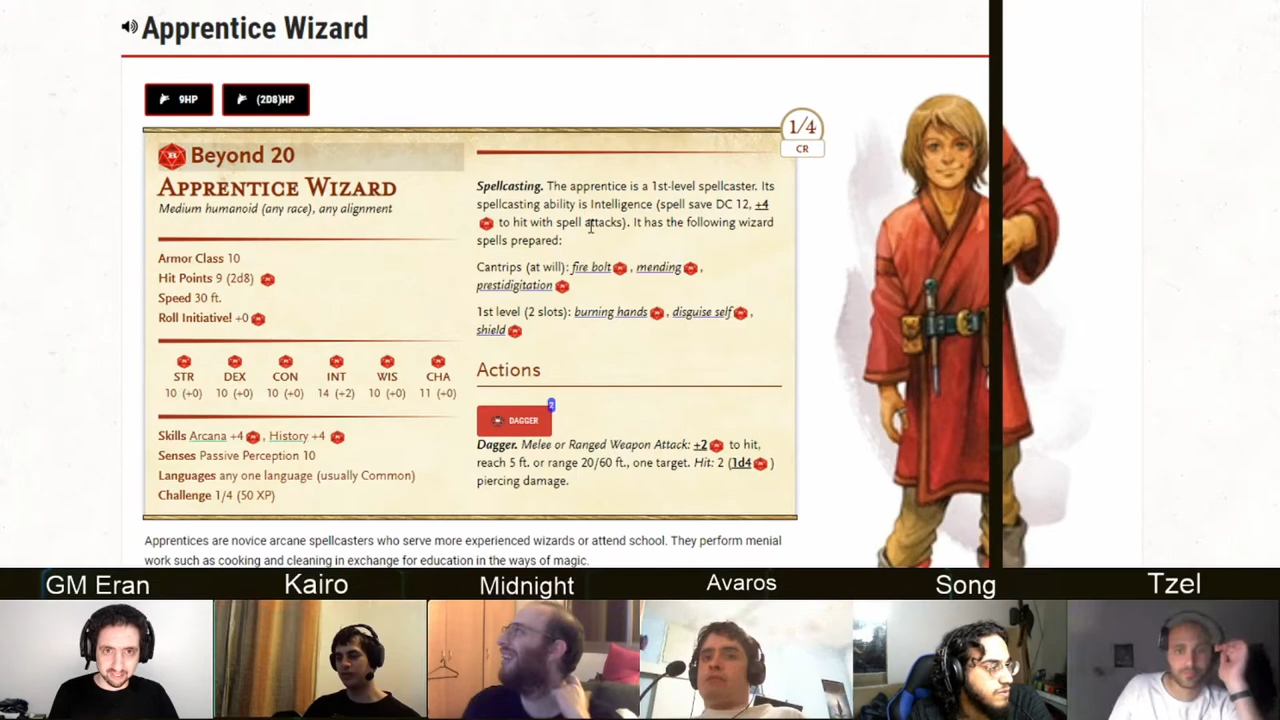 Apprentice Wizard
9HP
(2D8)HP
1/4
CR
Beyond 20
Apprentice Wizard
Medium humanoid (any race), any alignment
Armor Class 10
Hit Points 9 (2d8)
Speed 30 ft.
Roll Initiative! +0
STR DEX CON INT WIS CHA
10 (+0) 10 (+0) 10 (+0) 14 (+2) 10 (+0) 11 (+0)
Skills Arcana +4, History +4
Senses Passive Perception 10
Languages any one language (usually Common)
Challenge 1/4 (50 XP)
Spellcasting. The apprentice is a 1st-level spellcaster. Its
spellcasting ability is Intelligence (spell save DC 12, +4
to hit with spell attacks). It has the following wizard
spells prepared:
Cantrips (at will): fire bolt, mending,
prestidigitation
1st level (2 slots): burning hands, disguise self,
shield
Actions
2
DAGGER
Dagger. Melee or Ranged Weapon Attack: +2 to hit,
reach 5 ft. or range 20/60 ft., one target. Hit: 2 (1d4)
piercing damage.
Apprentices are novice arcane spellcasters who serve more experienced wizards or attend school. They perform menial
work such as cooking and cleaning in exchange for education in the ways of magic.
GM Eran
Kairo
Midnight
Avaros
Song
Tzel